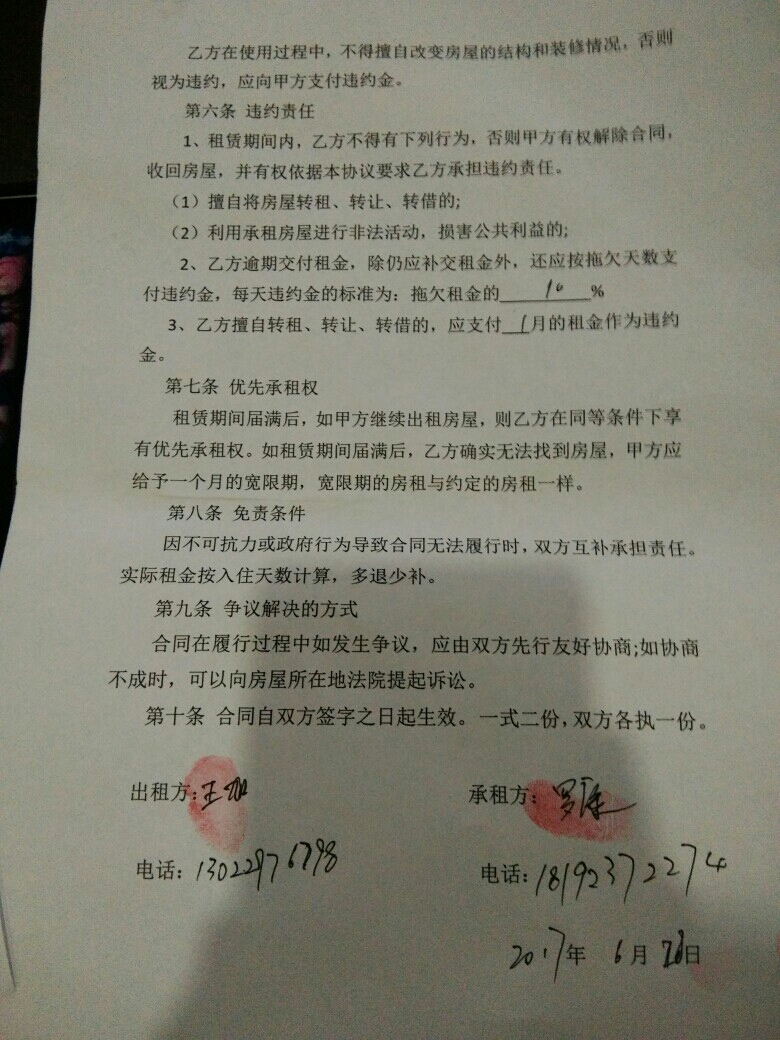 乙方在使用过程中，不得擅自改变房屋的结构和装修情况，否则
视为违约，应向甲方支付违约金。
第六条 违约责任
1、租赁期间内，乙方不得有下列行为，否则甲方有权解除合同，
收回房屋，并有权依据本协议要求乙方承担违约责任。
（1）擅自将房屋转租、转让、转借的;
（2）利用承租房屋进行非法活动，损害公共利益的;
2、乙方逾期交付租金，除仍应补交租金外，还应按拖欠天数支
付违约金，每天违约金的标准为：拖欠租金的 10 %
3、乙方擅自转租、转让、转借的，应支付 1 月的租金作为违约
金。
第七条 优先承租权
租赁期间届满后，如甲方继续出租房屋，则乙方在同等条件下享
有优先承租权。如租赁期间届满后，乙方确实无法找到房屋，甲方应
给予一个月的宽限期，宽限期的房租与约定的房租一样。
第八条 免责条件
因不可抗力或政府行为导致合同无法履行时，双方互补承担责任。
实际租金按入住天数计算，多退少补。
第九条 争议解决的方式
合同在履行过程中如发生争议，应由双方先行友好协商;如协商
不成时，可以向房屋所在地法院提起诉讼。
第十条 合同自双方签字之日起生效。一式二份，双方各执一份。
出租方：王 承租方：罗
电话：13022976798 电话：18192372274
2017年 6月 日